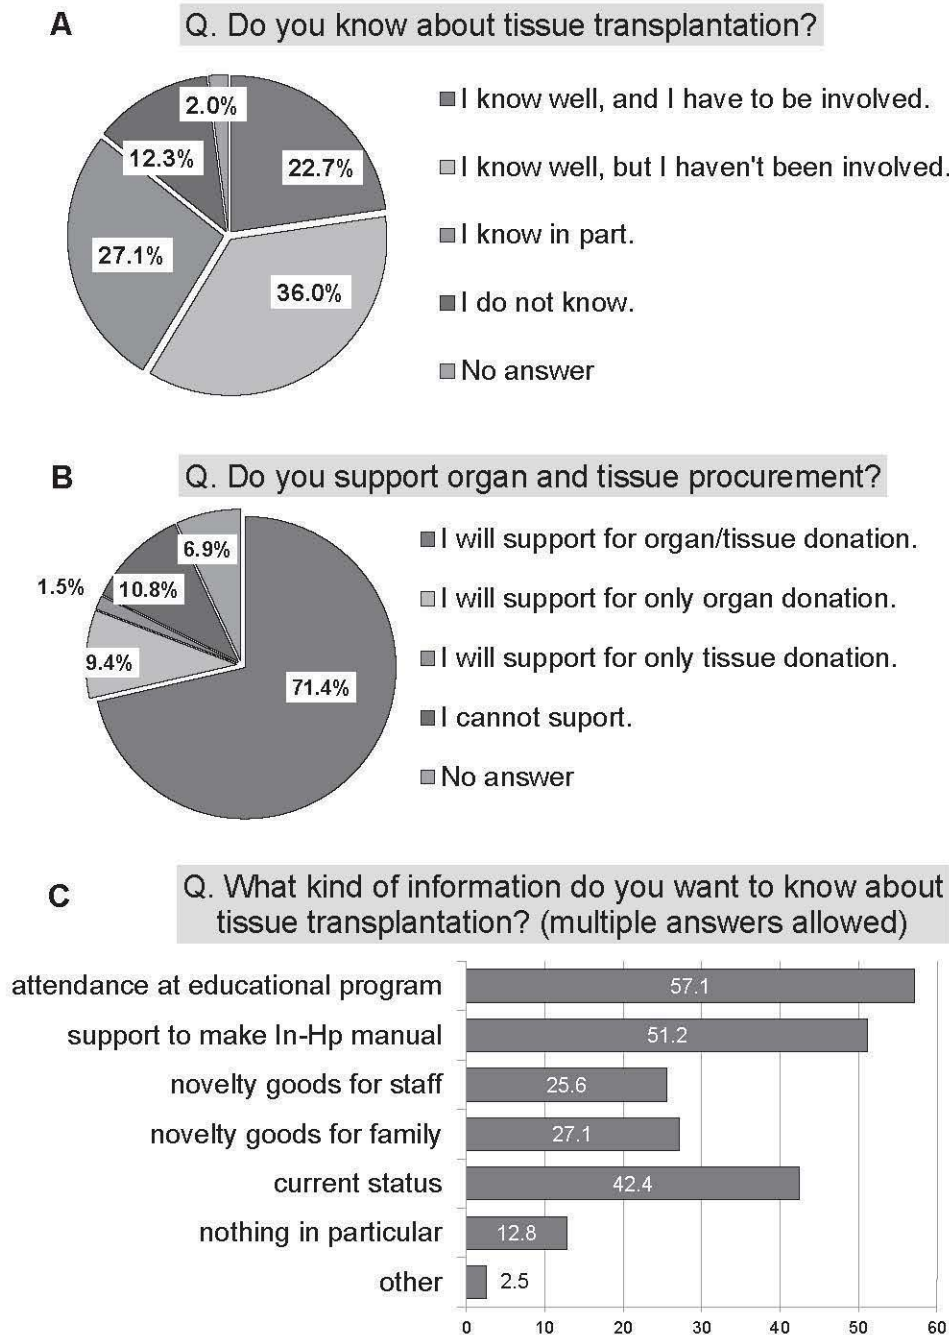 A
Q. Do you know about tissue transplantation?
2.0%
12.3%
22.7%
27.1%
36.0%
I know well, and I have to be involved.
I know well, but I haven't been involved.
I know in part.
I do not know.
No answer
B
Q. Do you support organ and tissue procurement?
6.9%
1.5%
10.8%
9.4%
71.4%
I will support for organ/tissue donation.
I will support for only organ donation.
I will support for only tissue donation.
I cannot suport.
No answer
C
Q. What kind of information do you want to know about
tissue transplantation? (multiple answers allowed)
attendance at educational program 57.1
support to make In-Hp manual 51.2
novelty goods for staff 25.6
novelty goods for family 27.1
current status 42.4
nothing in particular 12.8
other 2.5
0 10 20 30 40 50 60